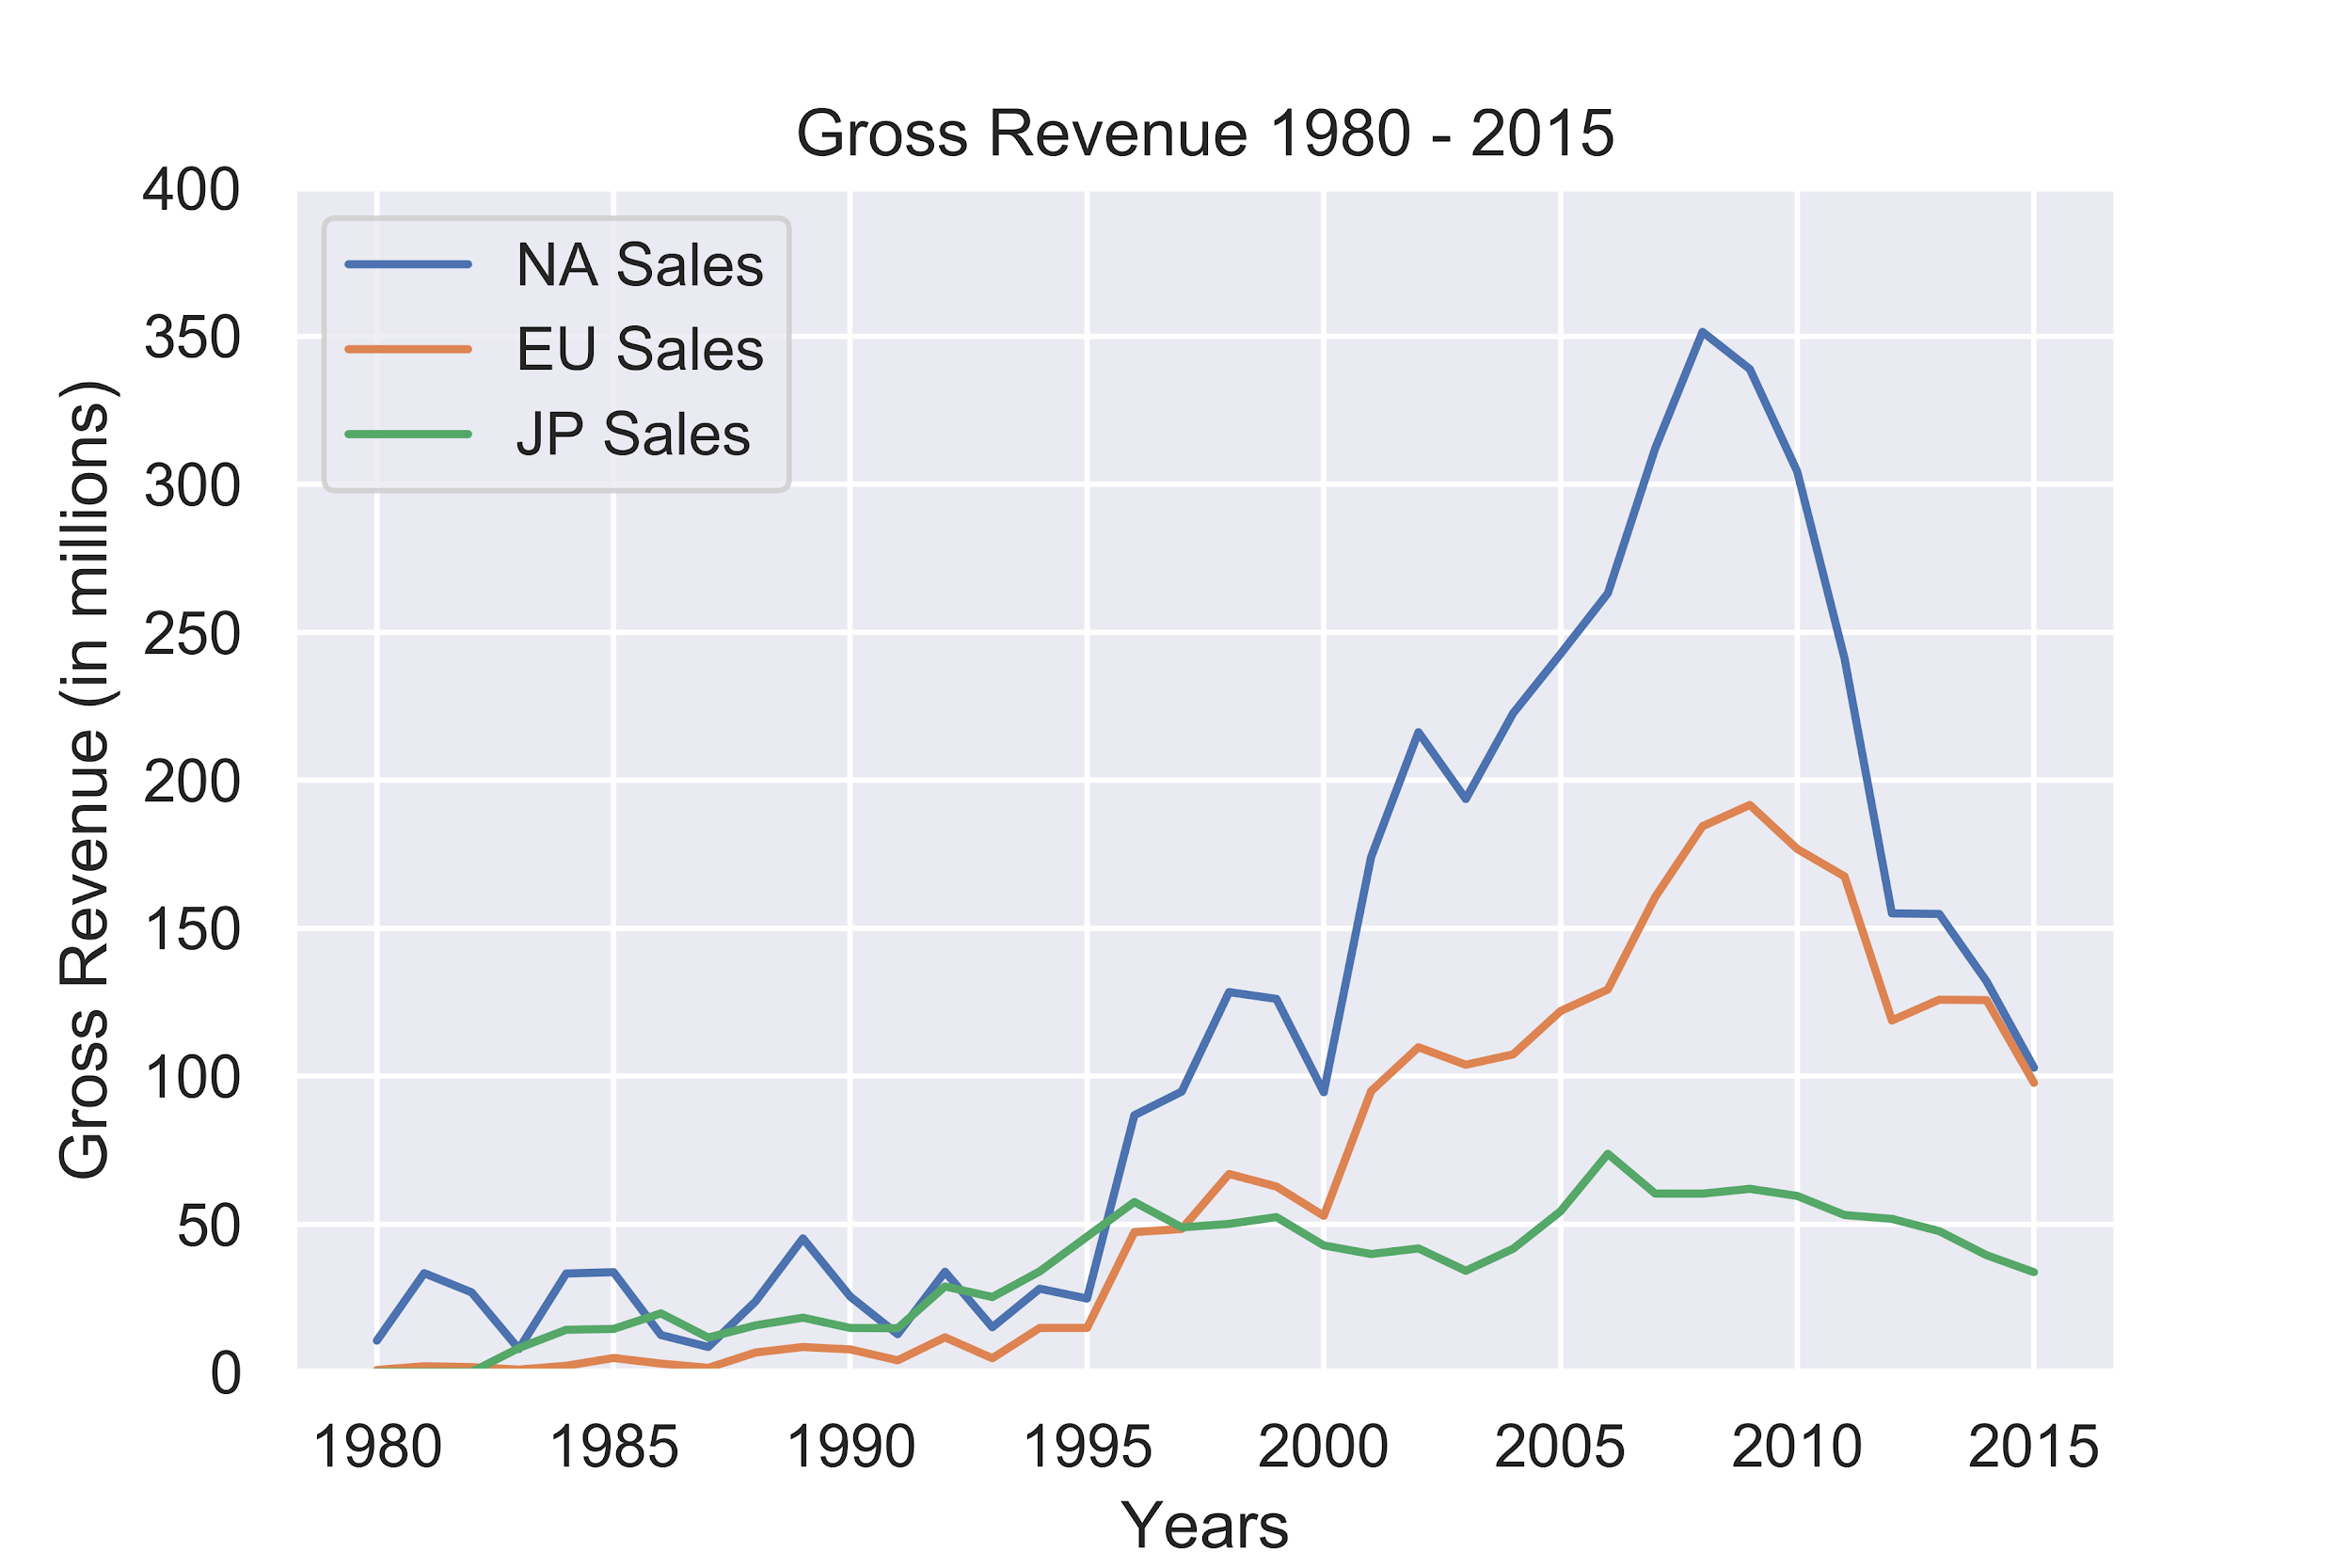 Gross Revenue 1980 - 2015
400
350
300
250
200
150
100
50
0
Gross Revenue (in millions)
NA Sales
EU Sales
JP Sales
1980 1985 1990 1995 2000 2005 2010 2015
Years